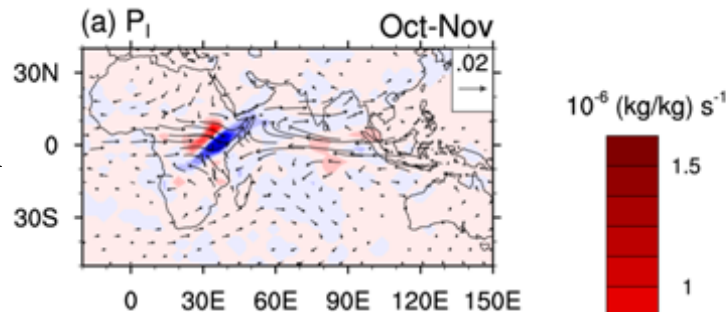 (a) P_I Oct-Nov
30N
.02
0
30S
0 30E 60E 90E 120E 150E
10⁻⁶ (kg/kg) s⁻¹
1.5
1